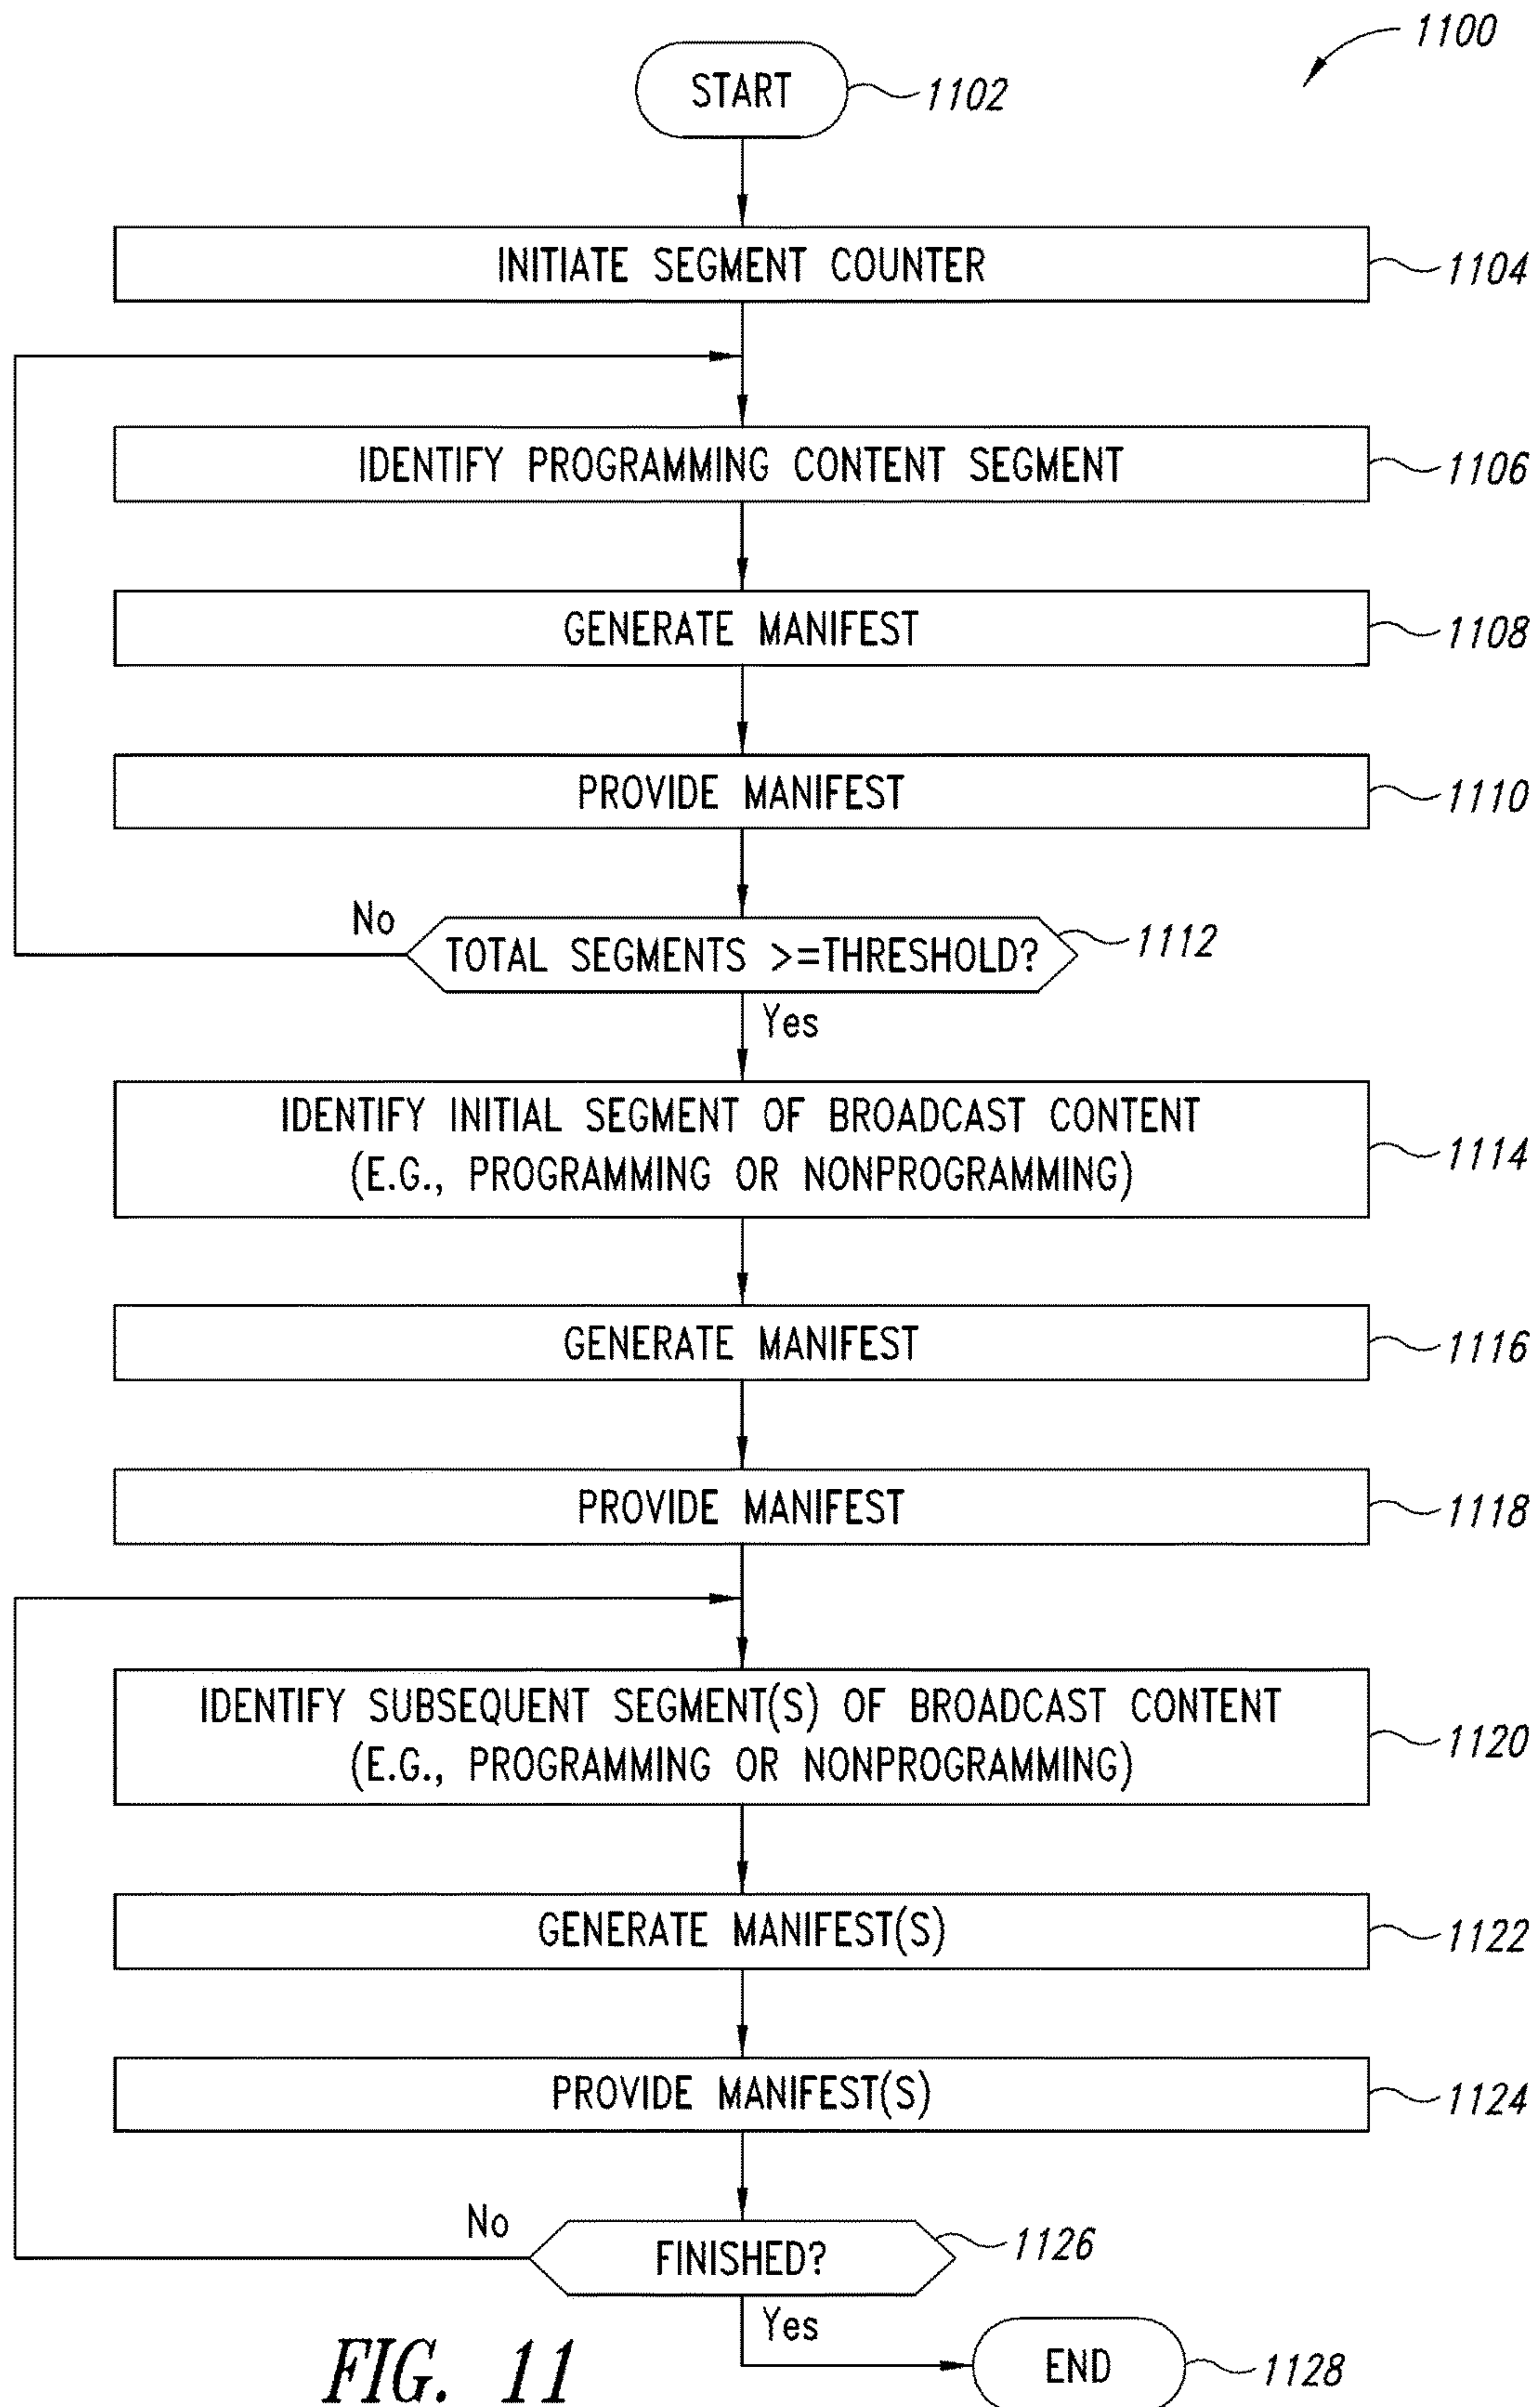 1100
START
1102
INITIATE SEGMENT COUNTER
1104
IDENTIFY PROGRAMMING CONTENT SEGMENT
1106
GENERATE MANIFEST
1108
PROVIDE MANIFEST
1110
No
TOTAL SEGMENTS >=THRESHOLD?
1112
Yes
IDENTIFY INITIAL SEGMENT OF BROADCAST CONTENT
(E.G., PROGRAMMING OR NONPROGRAMMING)
1114
GENERATE MANIFEST
1116
PROVIDE MANIFEST
1118
IDENTIFY SUBSEQUENT SEGMENT(S) OF BROADCAST CONTENT
(E.G., PROGRAMMING OR NONPROGRAMMING)
1120
GENERATE MANIFEST(S)
1122
PROVIDE MANIFEST(S)
1124
No
FINISHED?
1126
Yes
END
1128
FIG. 11